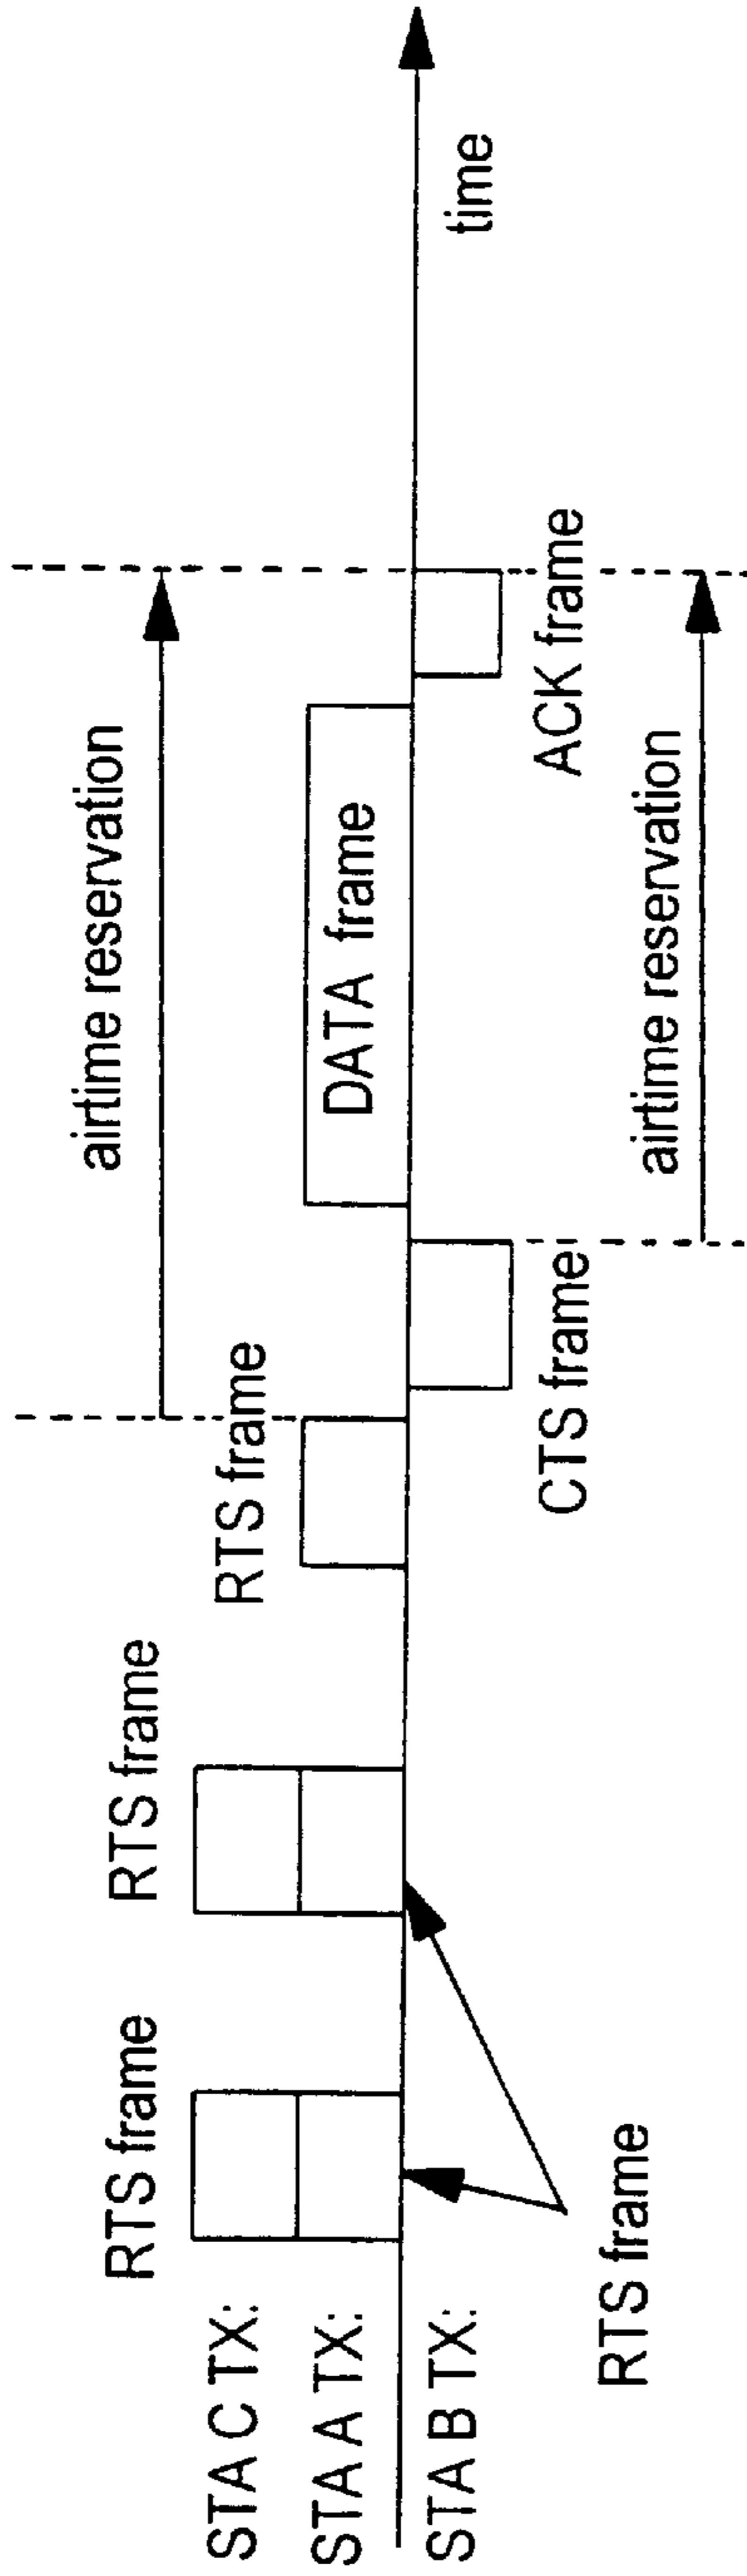 airtime reservation
RTS frame
RTS frame
RTS frame
STA C TX:
STA A TX:
DATA frame
time
STA B TX:
CTS frame
ACK frame
RTS frame
airtime reservation